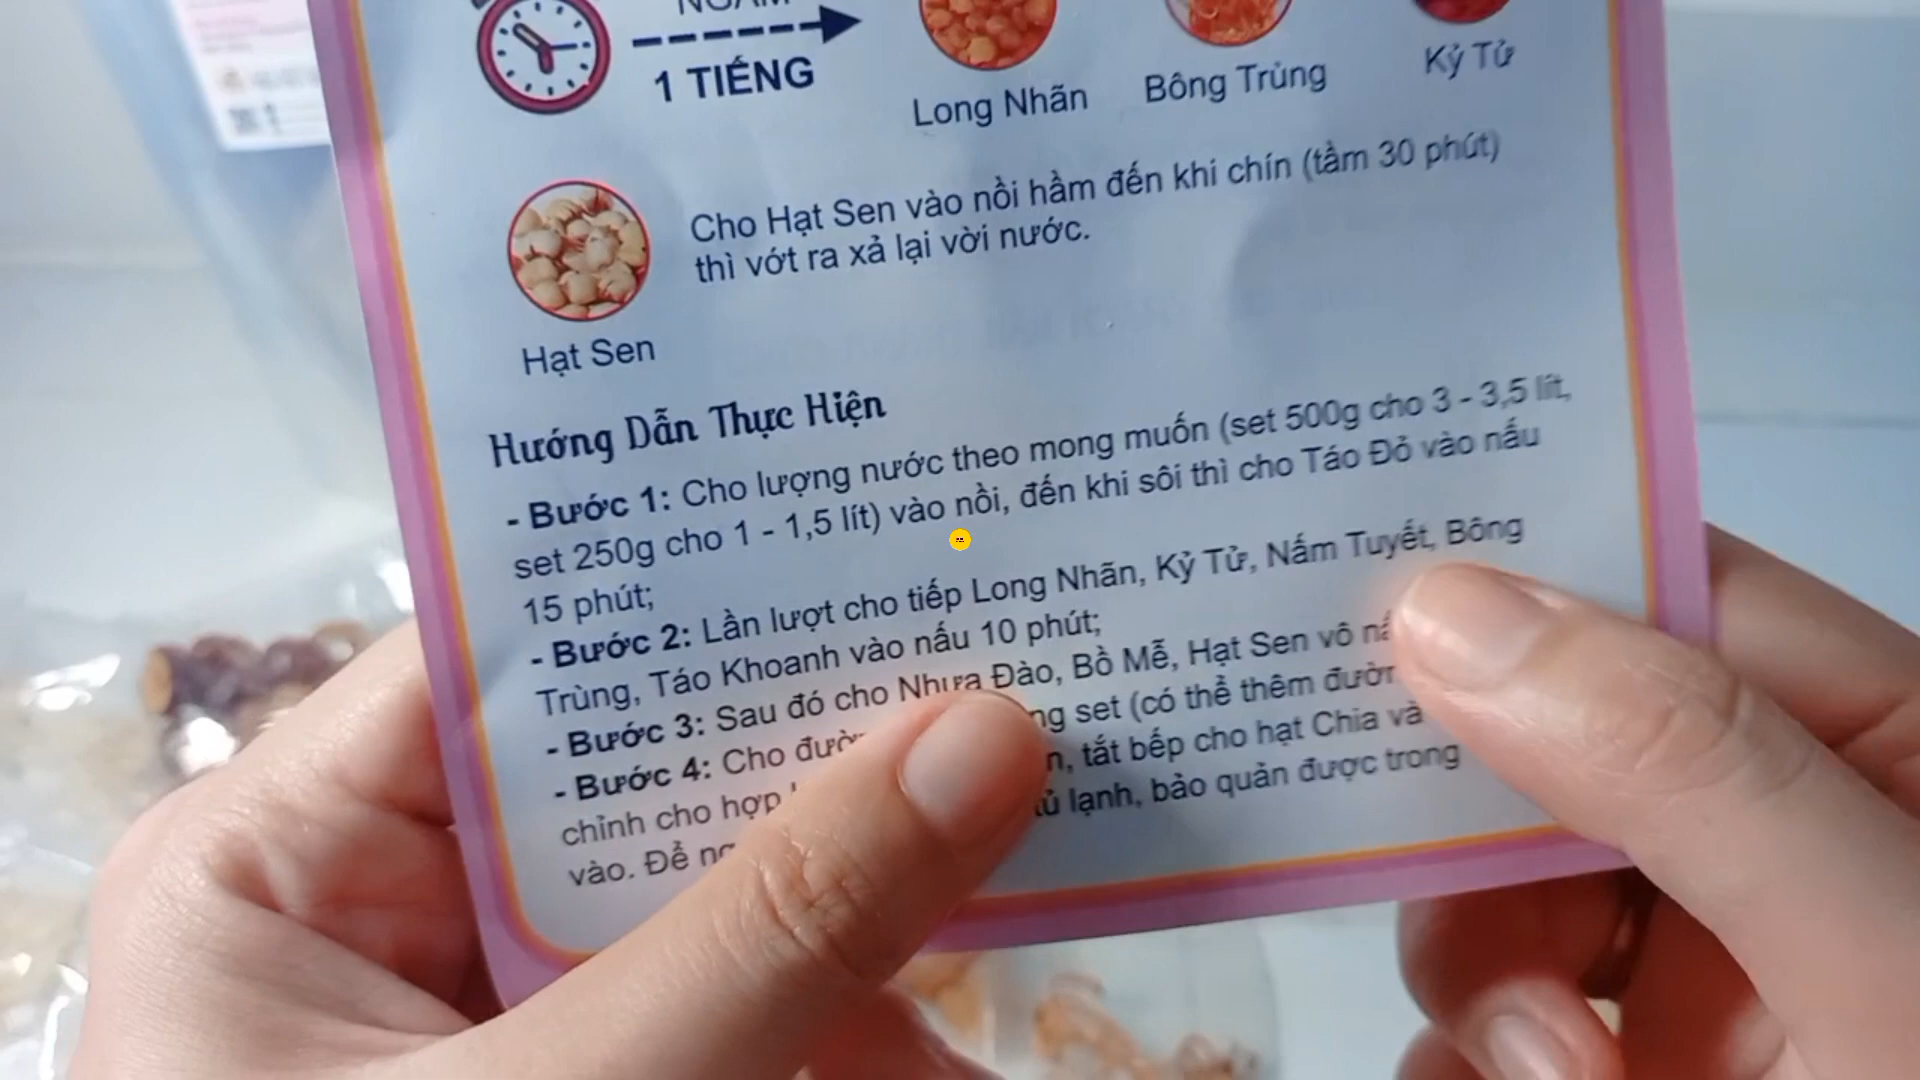 NGÂM
1 TIẾNG
Long Nhãn
Bông Trùng
Kỷ Tử
Cho Hạt Sen vào nồi hầm đến khi chín (tầm 30 phút)
thì vớt ra xả lại vời nước.
Hạt Sen
Hướng Dẫn Thực Hiện
- Bước 1: Cho lượng nước theo mong muốn (set 500g cho 3 - 3,5 lít,
set 250g cho 1 - 1,5 lít) vào nồi, đến khi sôi thì cho Táo Đỏ vào nấu
15 phút;
- Bước 2: Lần lượt cho tiếp Long Nhãn, Kỷ Tử, Nấm Tuyết, Bông
Trùng, Táo Khoanh vào nấu 10 phút;
- Bước 3: Sau đó cho Nhựa Đào, Bồ Mễ, Hạt Sen vô
- Bước 4: Cho set (có thể thêm
chỉnh cho hợp tắt bếp cho hạt Chia và
vào. Để tủ lạnh, bảo quản được trong